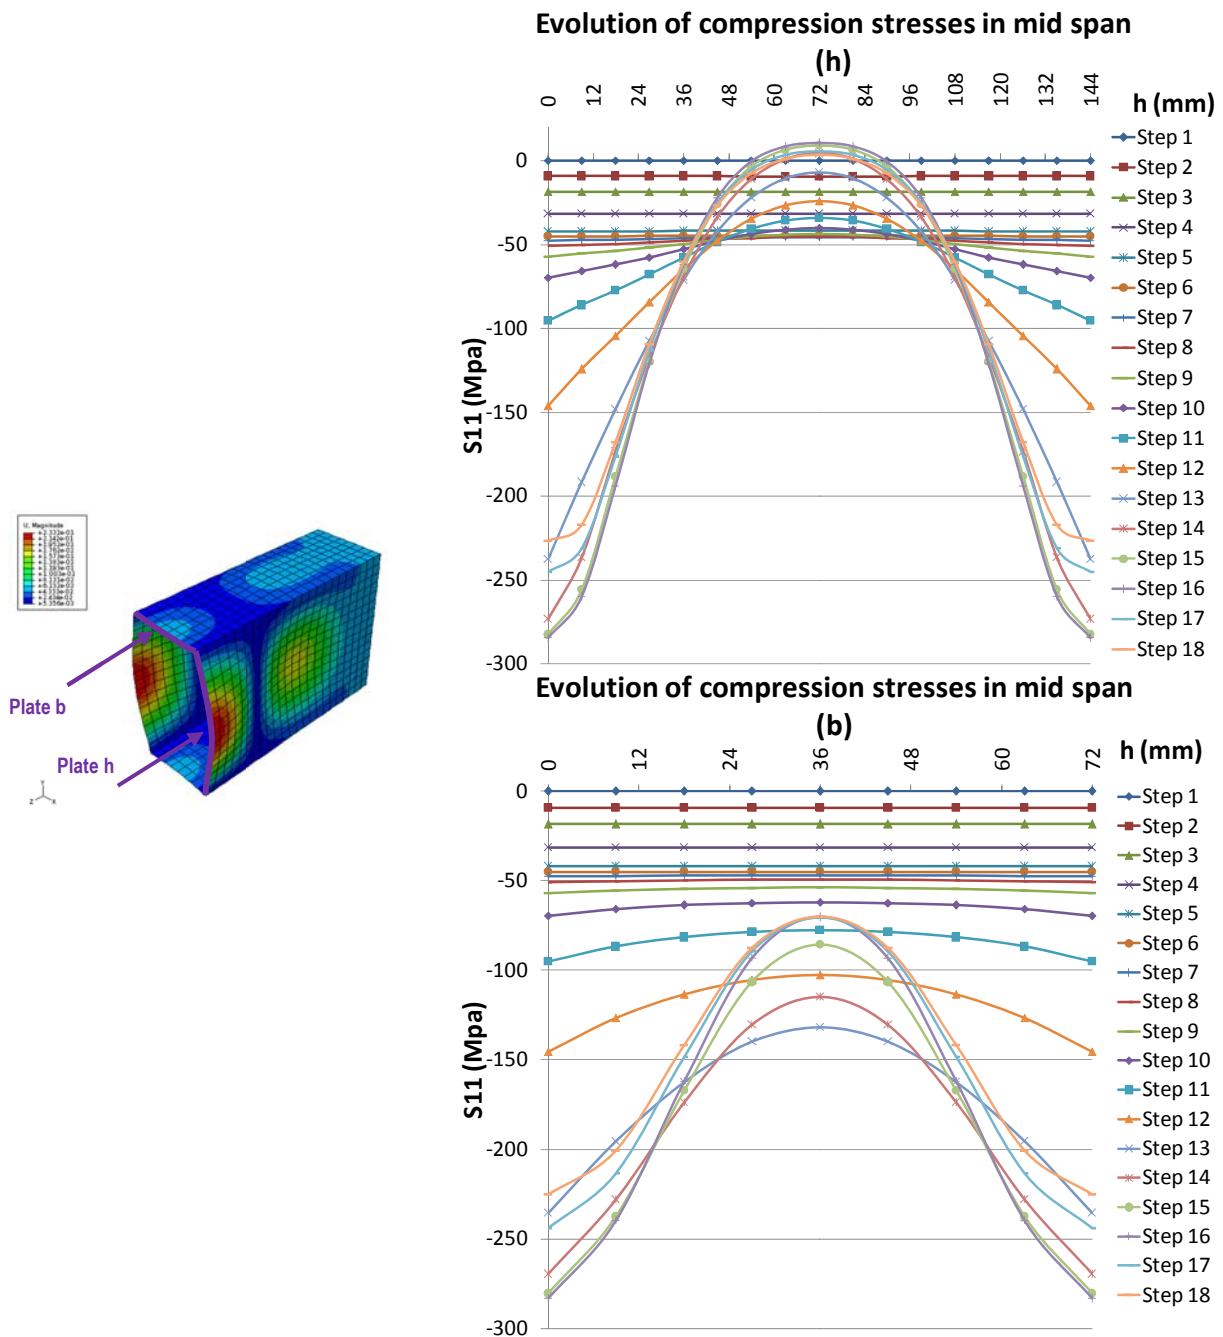 Evolution of compression stresses in mid span
(h)
0 12 24 36 48 60 72 84 96 108 120 132 144
h (mm)
0
-50
-100
-150
-200
-250
-300
S11 (Mpa)
Step 1
Step 2
Step 3
Step 4
Step 5
Step 6
Step 7
Step 8
Step 9
Step 10
Step 11
Step 12
Step 13
Step 14
Step 15
Step 16
Step 17
Step 18
U, Magnitude
Plate b
Plate h
Y
Z X
Evolution of compression stresses in mid span
(b)
0 12 24 36 48 60 72
h (mm)
0
-50
-100
-150
-200
-250
-300
S11 (Mpa)
Step 1
Step 2
Step 3
Step 4
Step 5
Step 6
Step 7
Step 8
Step 9
Step 10
Step 11
Step 12
Step 13
Step 14
Step 15
Step 16
Step 17
Step 18